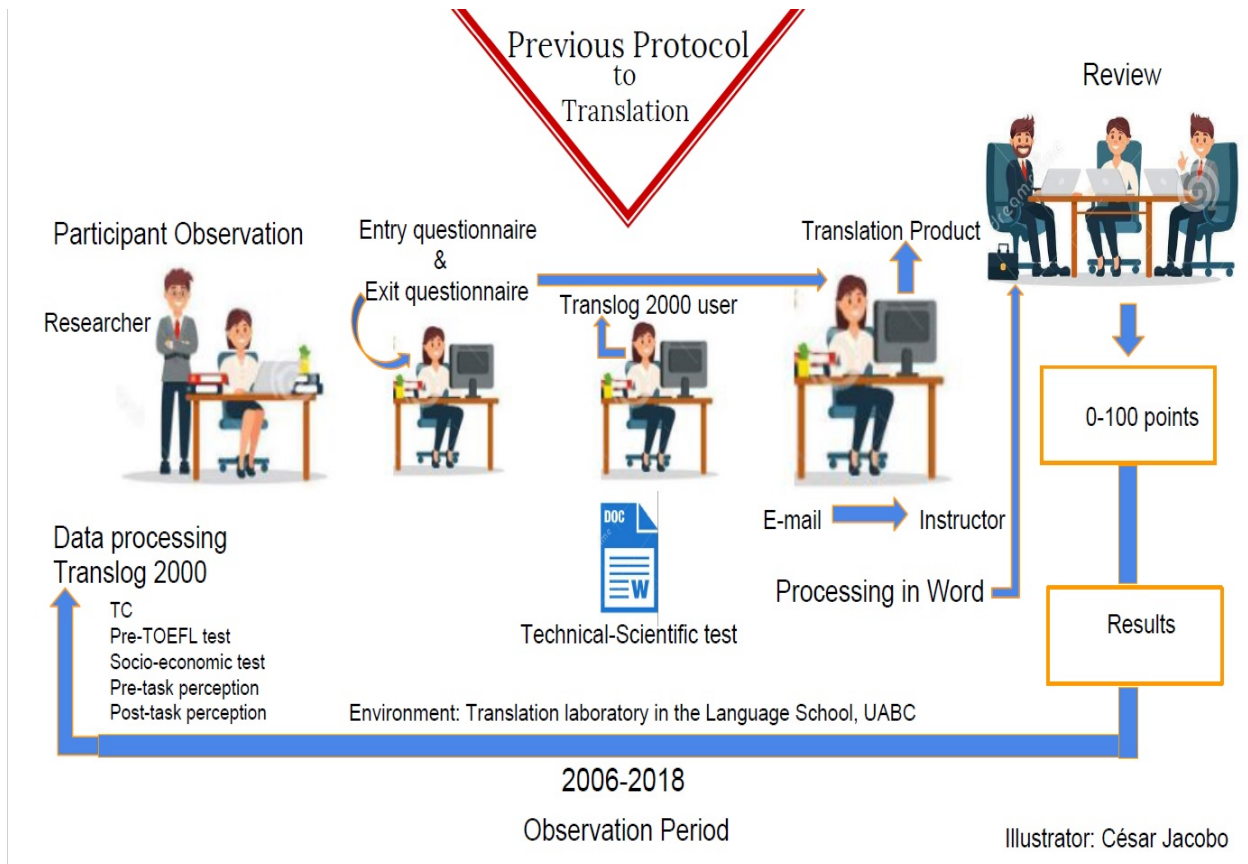 Previous Protocol
to
Translation
Review
Participant Observation
Researcher
Entry questionnaire
&
Exit questionnaire
Translog 2000 user
Translation Product
0-100 points
E-mail
Instructor
Processing in Word
DOC
W
Technical-Scientific test
Results
Data processing
Translog 2000
TC
Pre-TOEFL test
Socio-economic test
Pre-task perception
Post-task perception
Environment: Translation laboratory in the Language School, UABC
2006-2018
Observation Period
Illustrator: César Jacobo